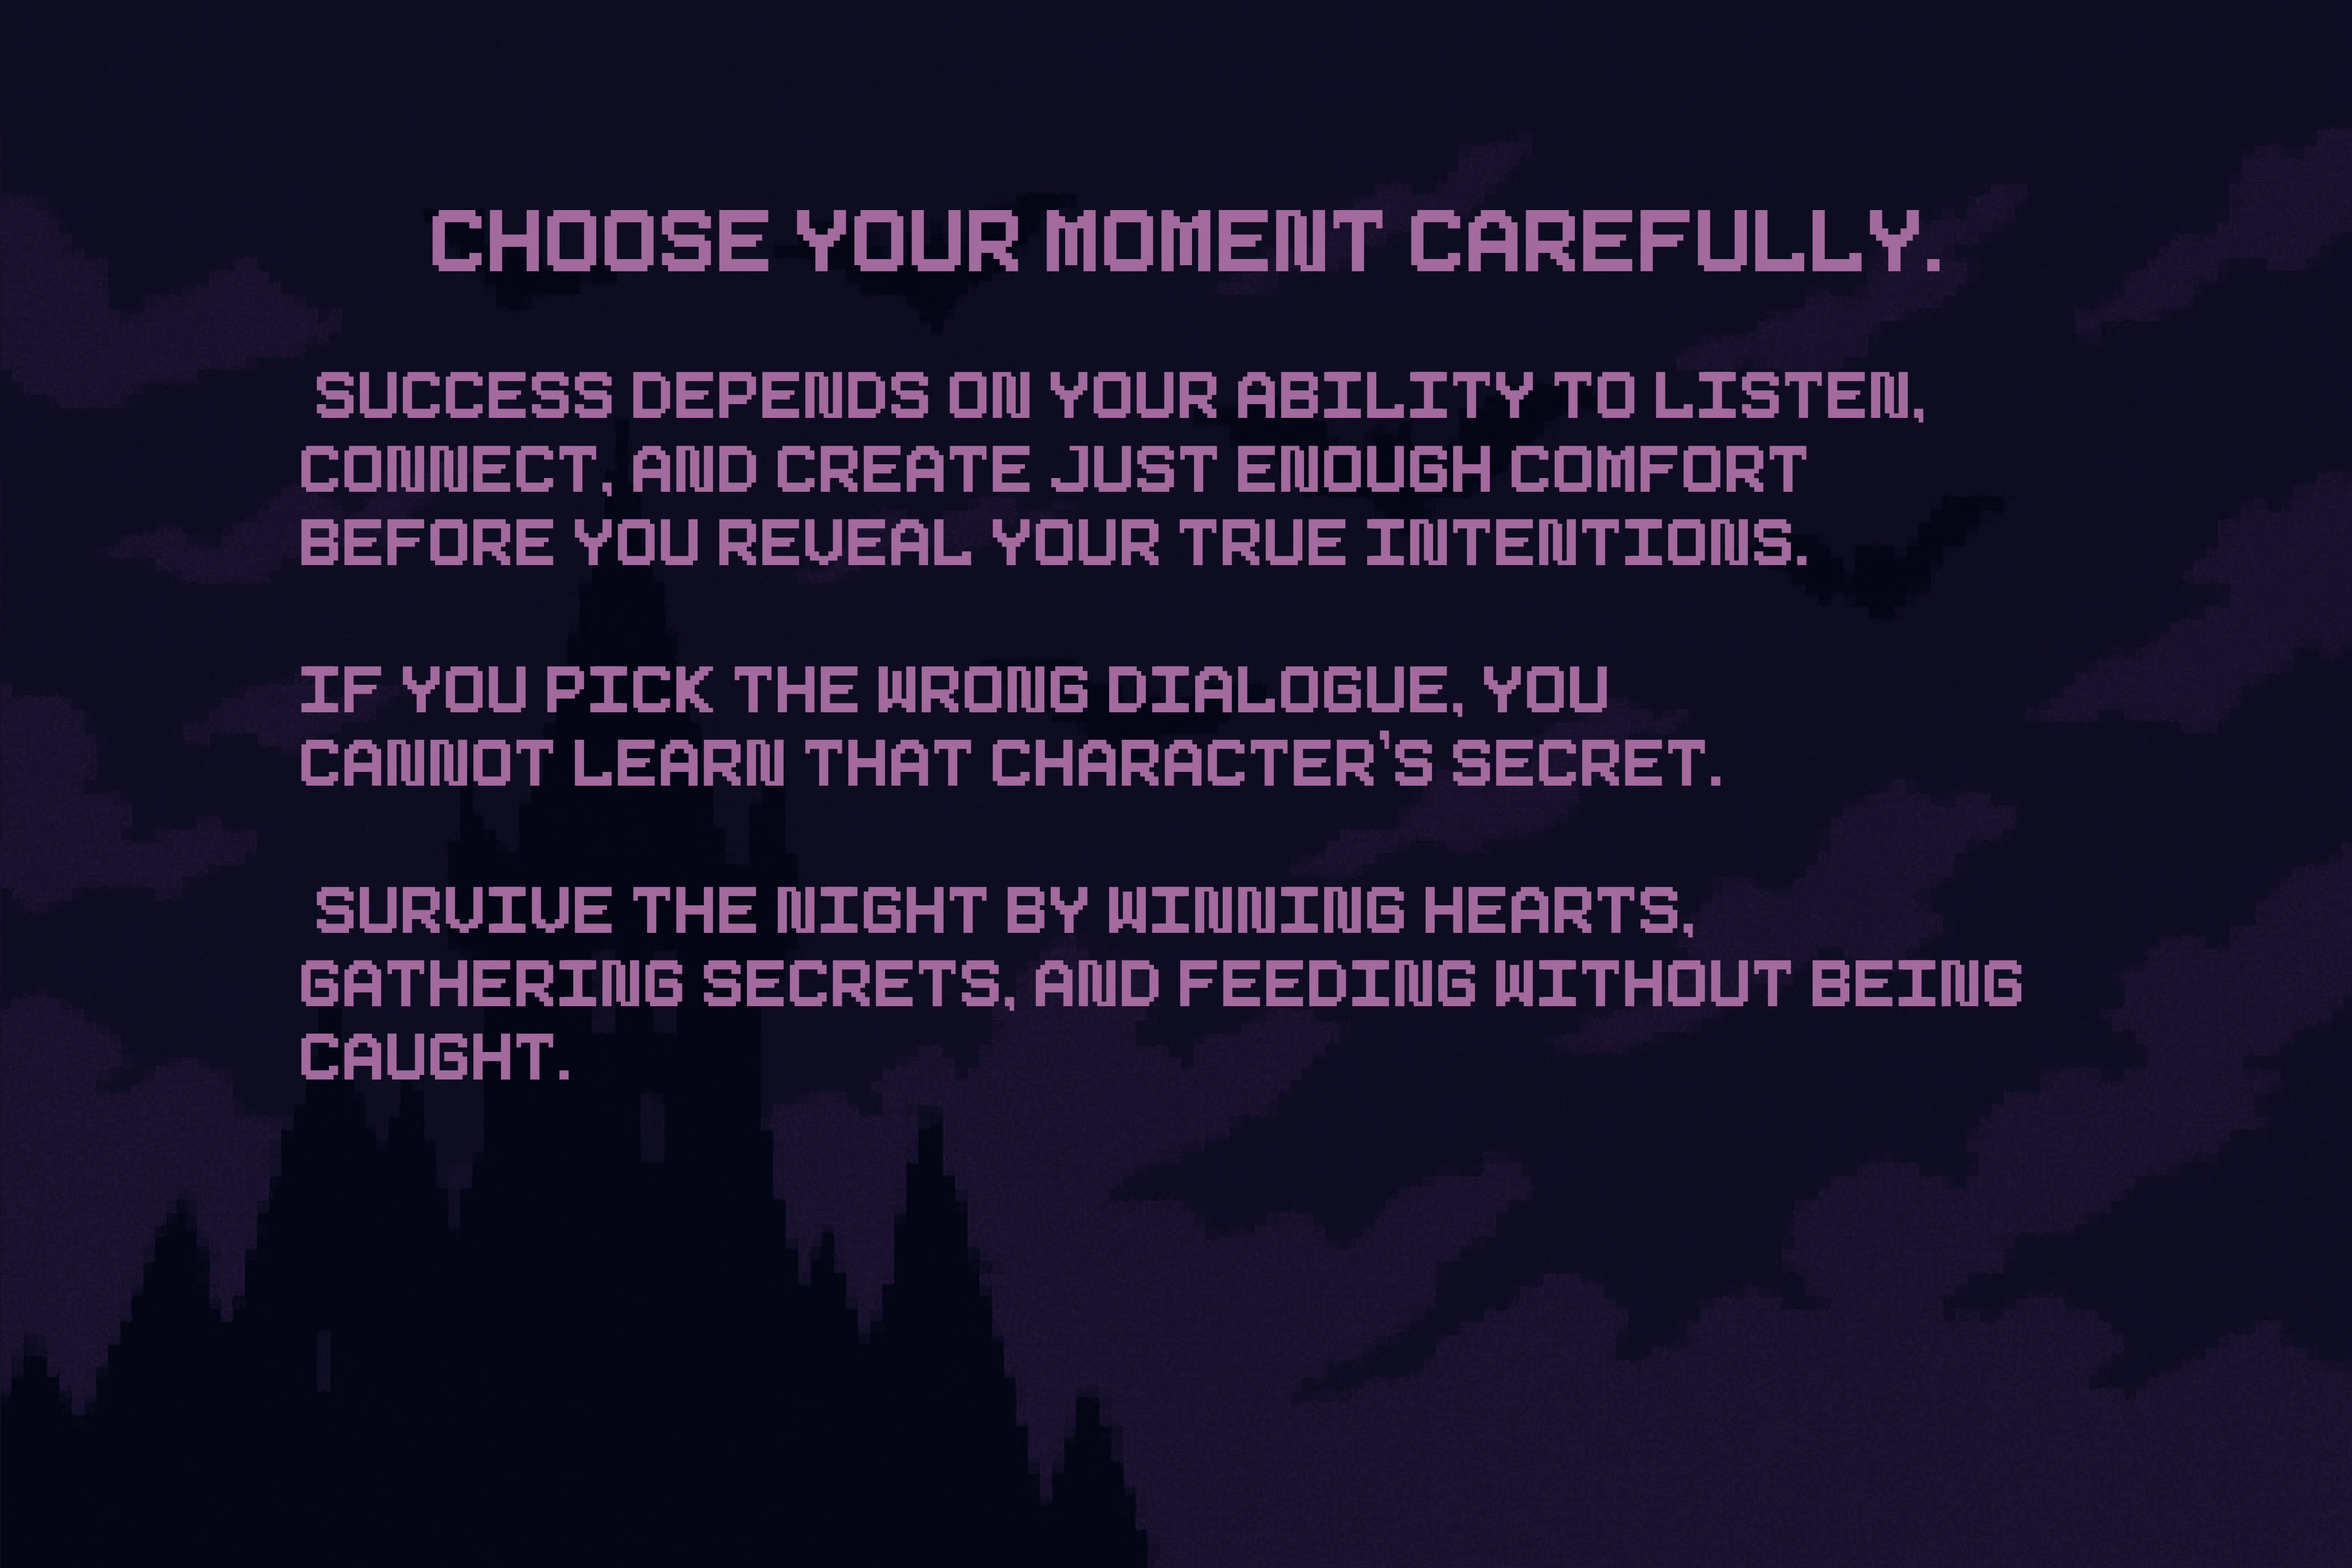 CHOOSE YOUR MOMENT CAREFULLY.
SUCCESS DEPENDS ON YOUR ABILITY TO LISTEN,
CONNECT, AND CREATE JUST ENOUGH COMFORT
BEFORE YOU REVEAL YOUR TRUE INTENTIONS.
IF YOU PICK THE WRONG DIALOGUE, YOU
CANNOT LEARN THAT CHARACTER'S SECRET.
SURVIVE THE NIGHT BY WINNING HEARTS,
GATHERING SECRETS, AND FEEDING WITHOUT BEING
CAUGHT.